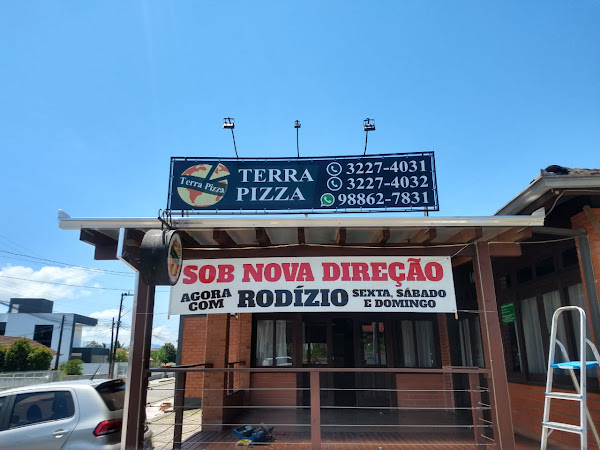 Terra Pizza
TERRA
PIZZA
3227-4031
3227-4032
98862-7831
SOB NOVA DIREÇÃO
AGORA
COM
RODÍZIO
SEXTA, SÁBADO
E DOMINGO